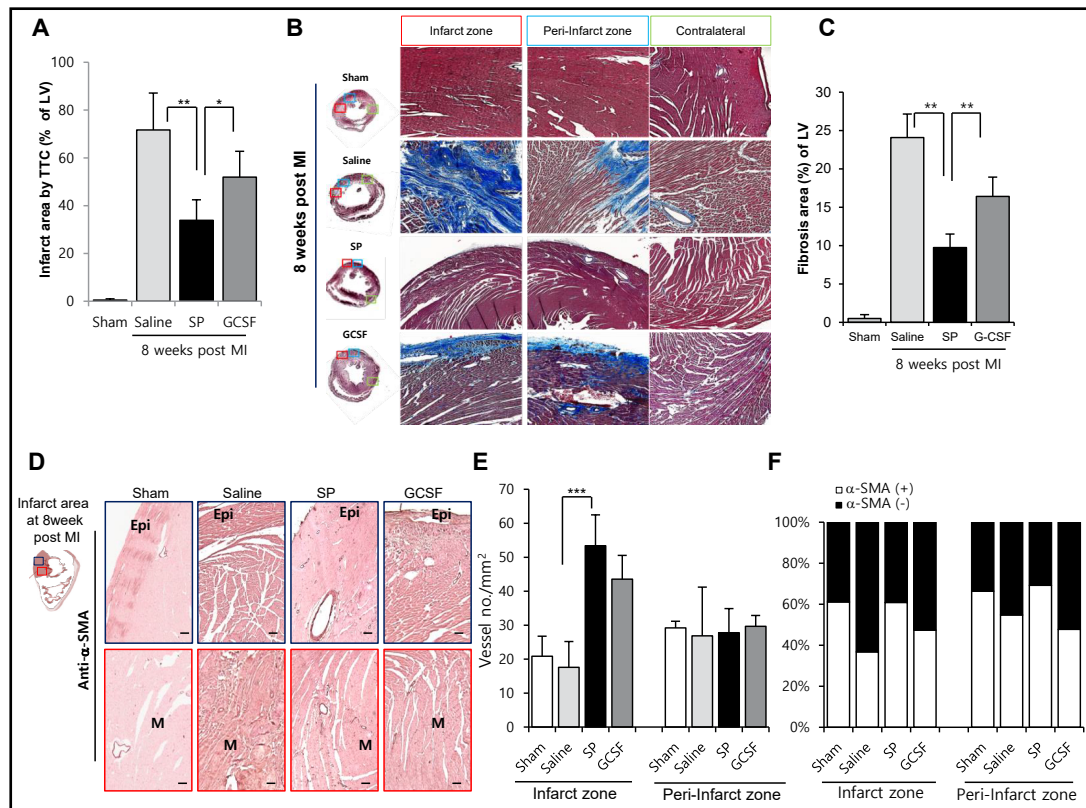 A
Infarct area by TTC (% of LV)
100
80
60
40
20
0
**
*
Sham Saline SP GCSF
8 weeks post MI
B
Infarct zone Peri-Infarct zone Contralateral
8 weeks post MI
Sham
Saline
SP
GCSF
C
Fibrosis area (%) of LV
30
25
20
15
10
5
0
** **
Sham Saline SP G-CSF
8 weeks post MI
D
Sham Saline SP GCSF
Infarct area
at 8week
post MI
Anti-α-SMA
Epi Epi Epi Epi
M M M M
E
Vessel no./mm²
70
60
50
40
30
20
10
0
***
Sham Saline SP GCSF Sham Saline SP GCSF
Infarct zone Peri-Infarct zone
F
α-SMA (+)
α-SMA (-)
100%
80%
60%
40%
20%
0%
Sham Saline SP GCSF Sham Saline SP GCSF
Infarct zone Peri-Infarct zone